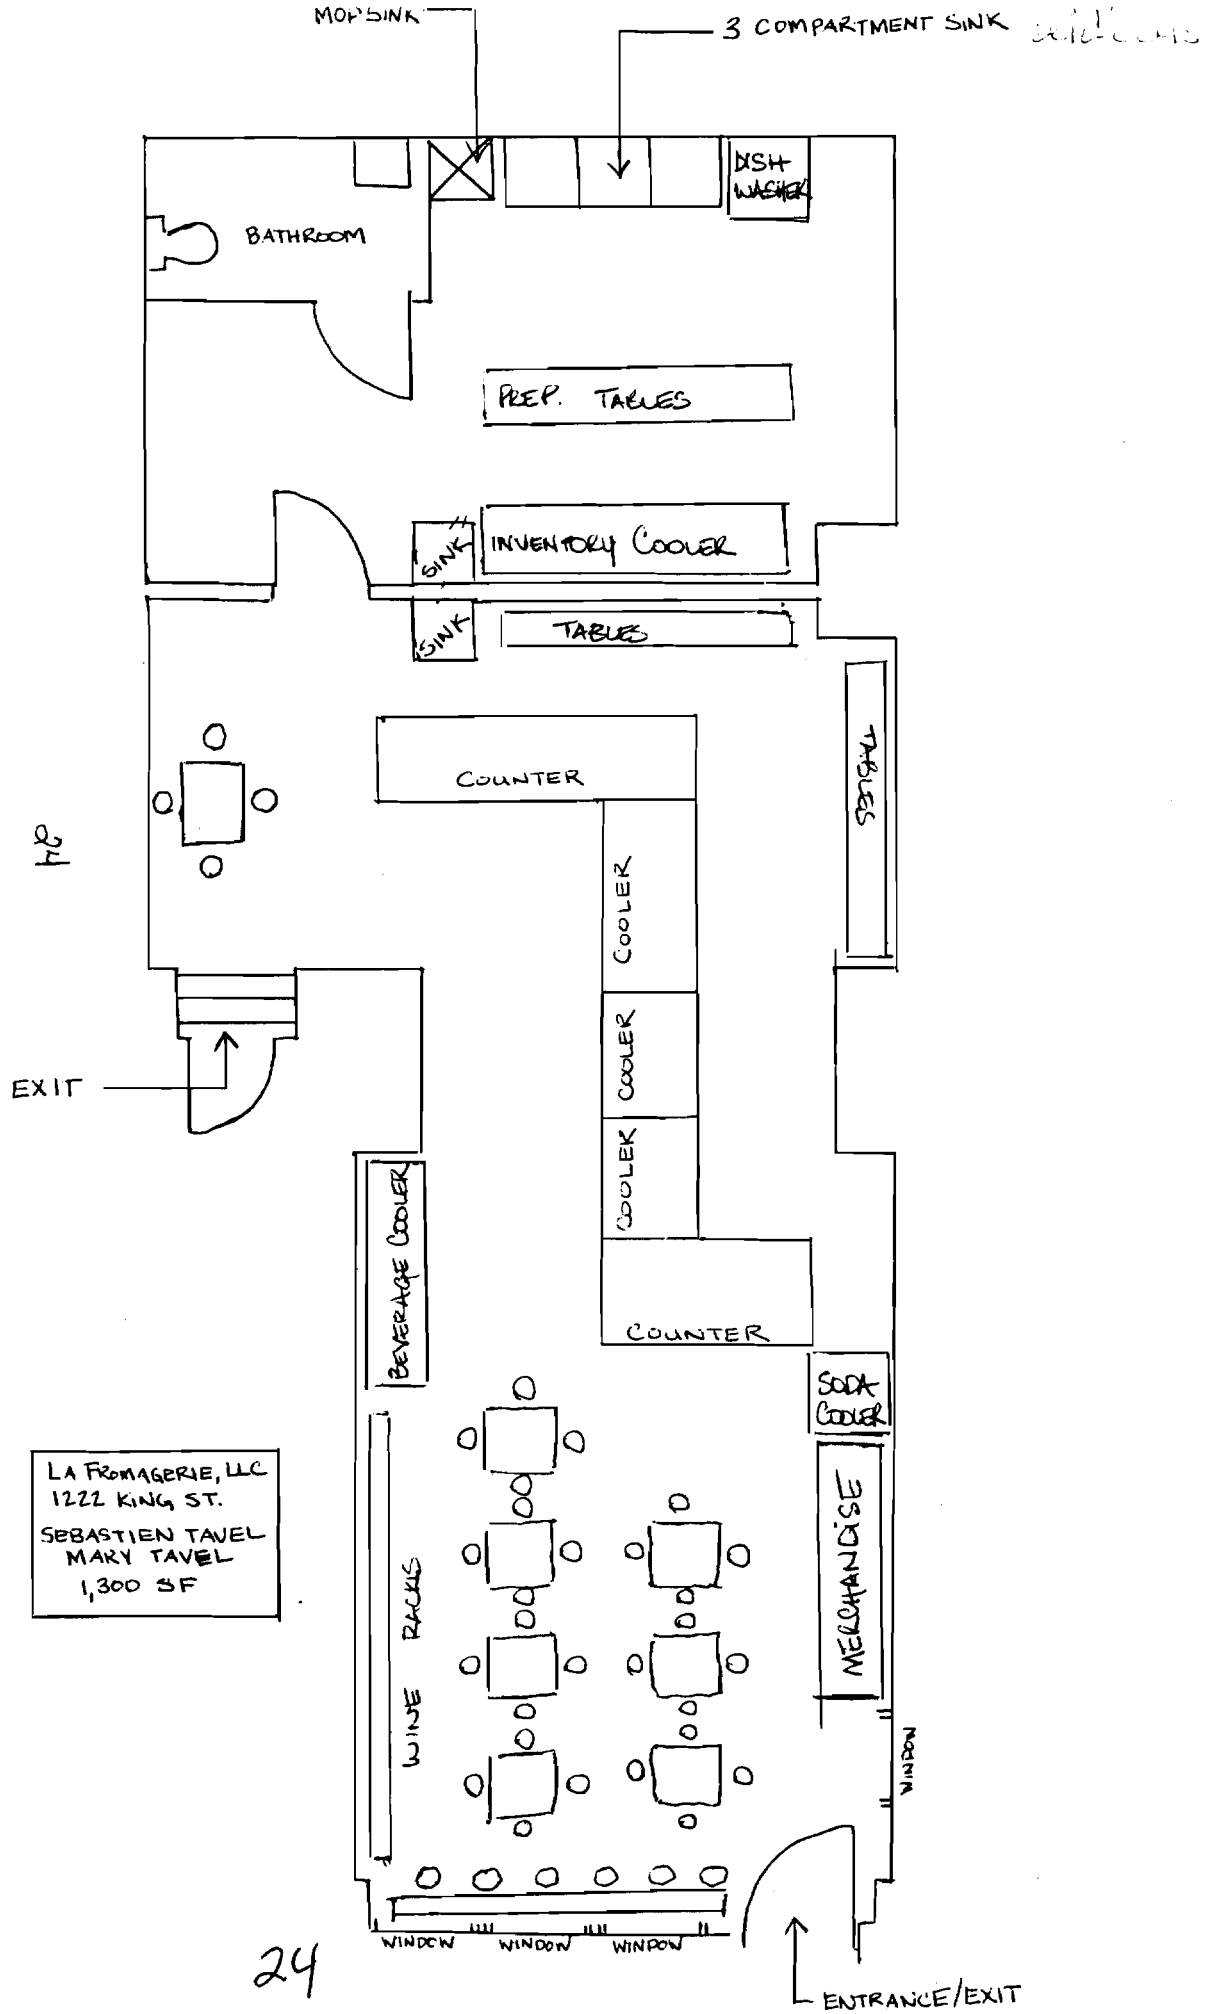 MOP SINK
3 COMPARTMENT SINK
DISH
WASHER
BATHROOM
PREP. TABLES
SINK
INVENTORY COOLER
SINK
TABLES
COUNTER
TABLES
COOLER
24
COOLER
EXIT
COOLER
BEVERAGE COOLER
COUNTER
SODA
COOLER
LA FROMAGERIE, LLC
1222 KING ST.
SEBASTIEN TAVEL
MARY TAVEL
1,300 SF
WINE RACKS
MERCHANDISE
WINDOW
WINDOW
WINDOW
WINDOW
24
ENTRANCE/EXIT